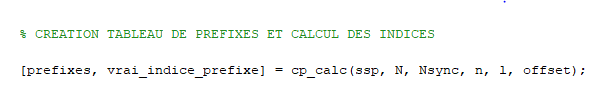 % CREATION TABLEAU DE PREFIXES ET CALCUL DES INDICES
[prefixes, vrai_indice_prefixe] = cp_calc(ssp, N, Nsync, n, l, offset);